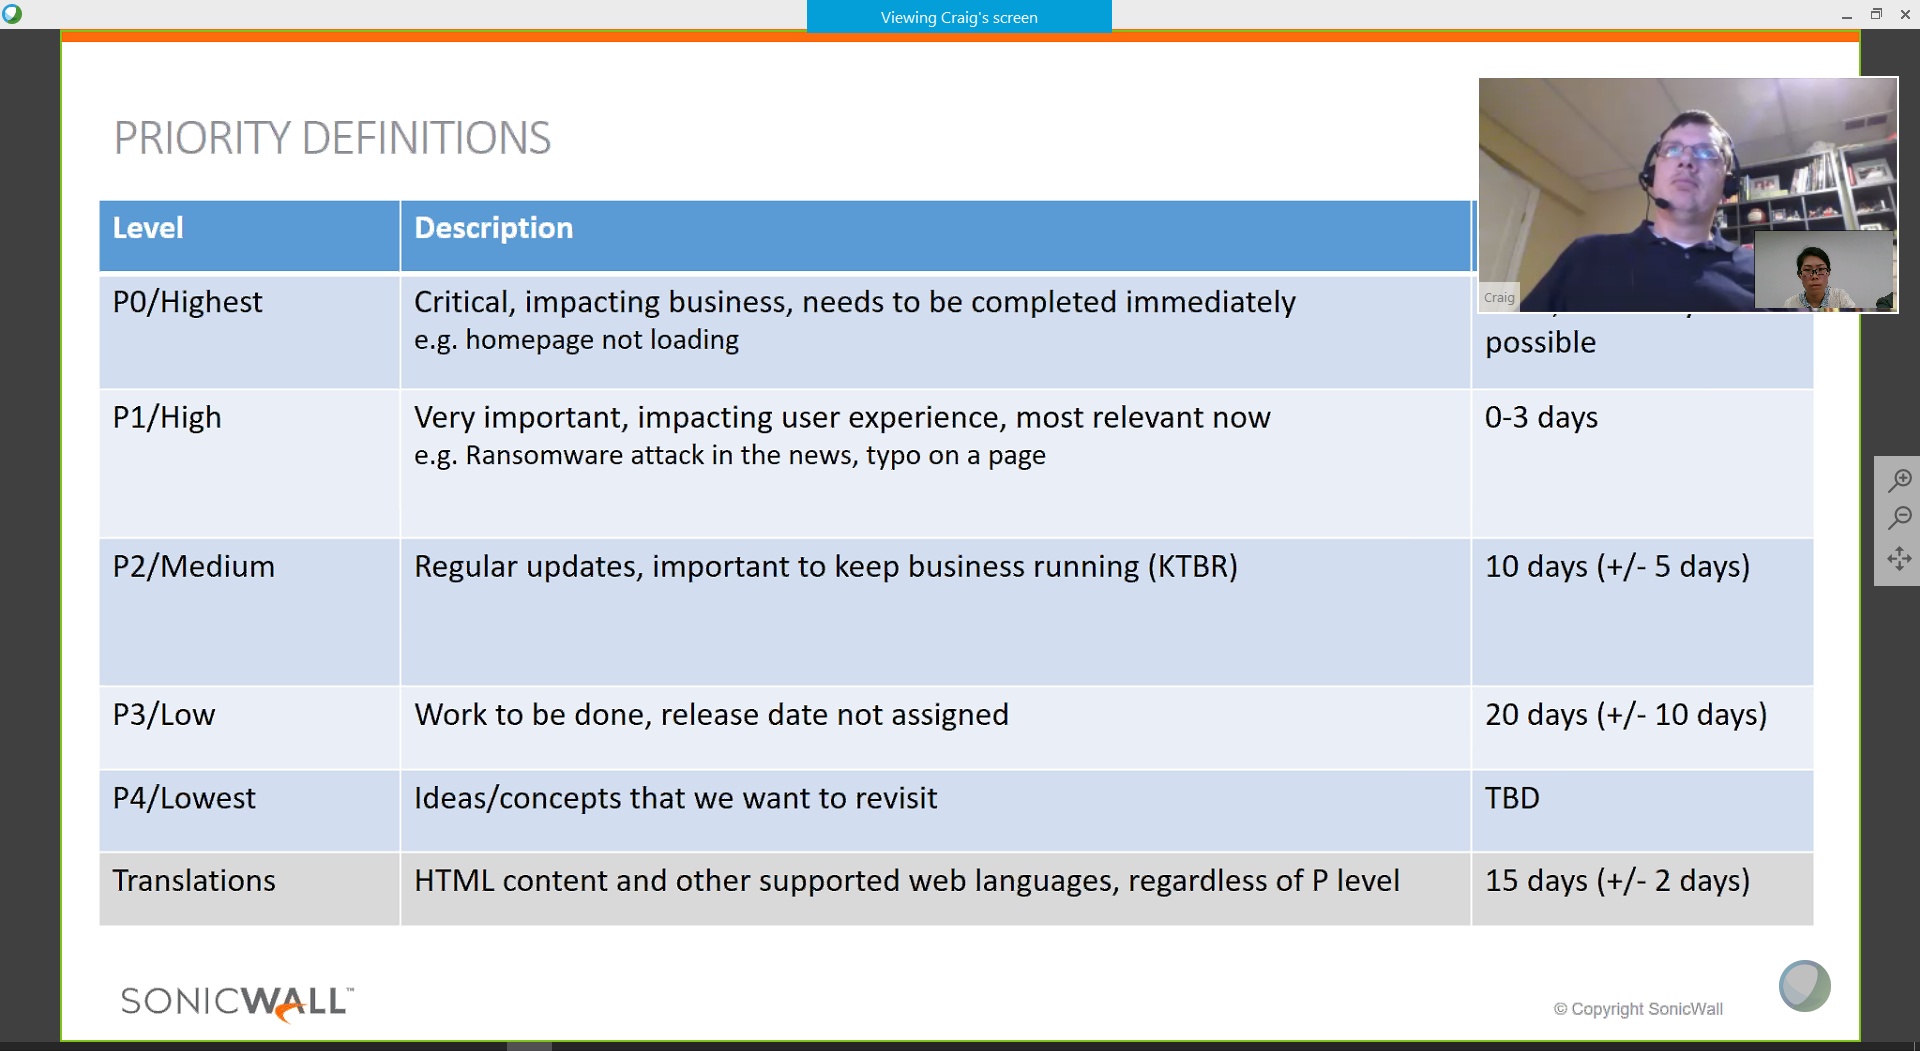 Viewing Craig's screen
PRIORITY DEFINITIONS
Level Description
P0/Highest Critical, impacting business, needs to be completed immediately
e.g. homepage not loading
possible
P1/High Very important, impacting user experience, most relevant now 0-3 days
e.g. Ransomware attack in the news, typo on a page
P2/Medium Regular updates, important to keep business running (KTBR) 10 days (+/- 5 days)
P3/Low Work to be done, release date not assigned 20 days (+/- 10 days)
P4/Lowest Ideas/concepts that we want to revisit TBD
Translations HTML content and other supported web languages, regardless of P level 15 days (+/- 2 days)
Craig
SONICWALL™
© Copyright SonicWall